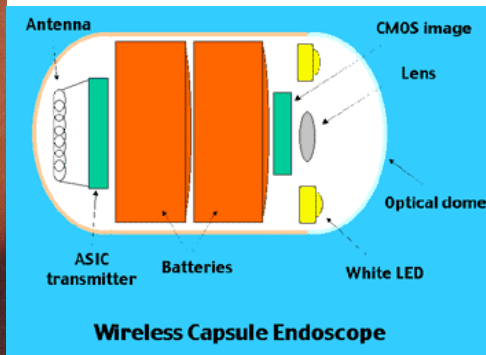 Antenna
CMOS image
Lens
Optical dome
ASIC
transmitter
Batteries
White LED
Wireless Capsule Endoscope